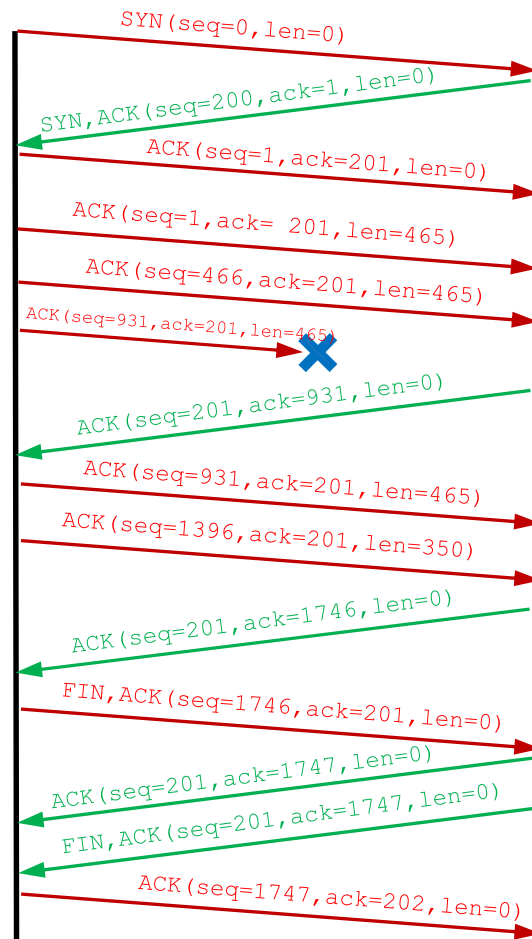 SYN(seq=0,len=0)
SYN,ACK(seq=200,ack=1,len=0)
ACK(seq=1,ack=201,len=0)
ACK(seq=1,ack= 201,len=465)
ACK(seq=466,ack=201,len=465)
ACK(seq=931,ack=201,len=465)
ACK(seq=201,ack=931,len=0)
ACK(seq=931,ack=201,len=465)
ACK(seq=1396,ack=201,len=350)
ACK(seq=201,ack=1746,len=0)
FIN,ACK(seq=1746,ack=201,len=0)
ACK(seq=201,ack=1747,len=0)
FIN,ACK(seq=201,ack=1747,len=0)
ACK(seq=1747,ack=202,len=0)